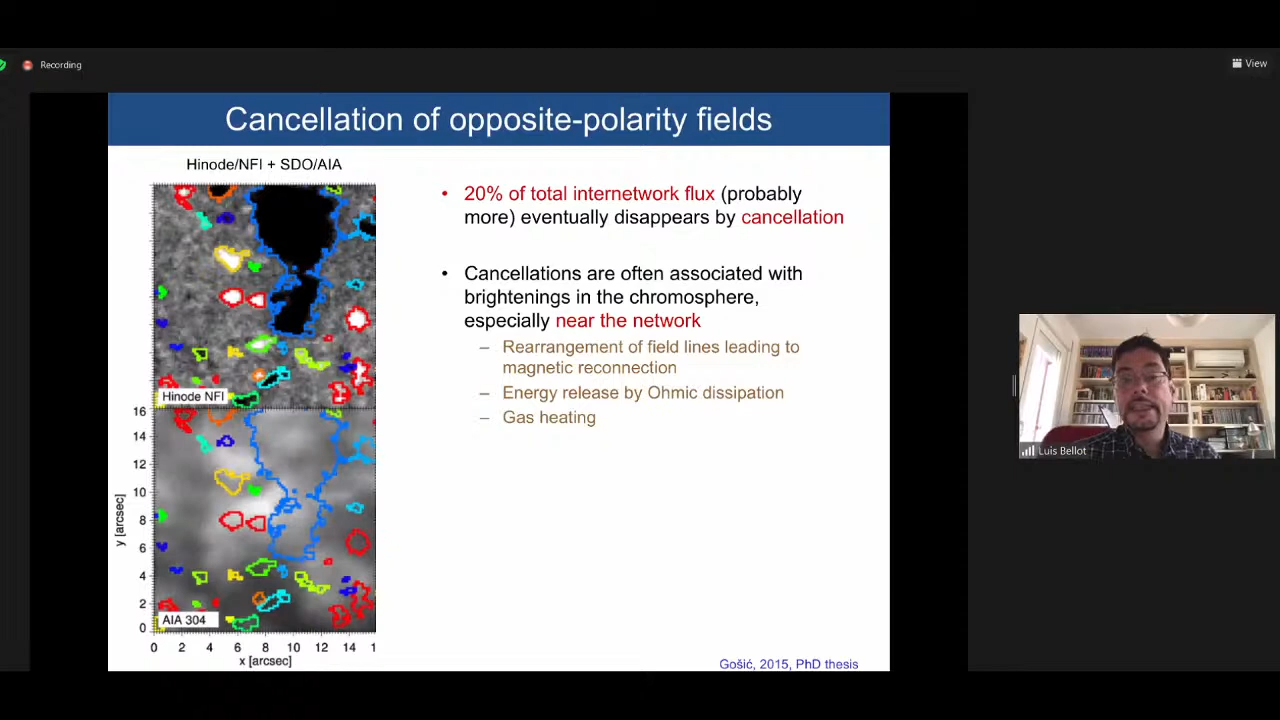 Recording
View
Cancellation of opposite-polarity fields
Hinode/NFI + SDO/AIA
Hinode NFI
16
14
12
10
8
6
4
2
0
y [arcsec]
AIA 304
0 2 4 6 8 10 12 14 1
x [arcsec]
• 20% of total internetwork flux (probably
more) eventually disappears by cancellation
• Cancellations are often associated with
brightenings in the chromosphere,
especially near the network
– Rearrangement of field lines leading to
magnetic reconnection
– Energy release by Ohmic dissipation
– Gas heating
Gošić, 2015, PhD thesis
Luis Bellot